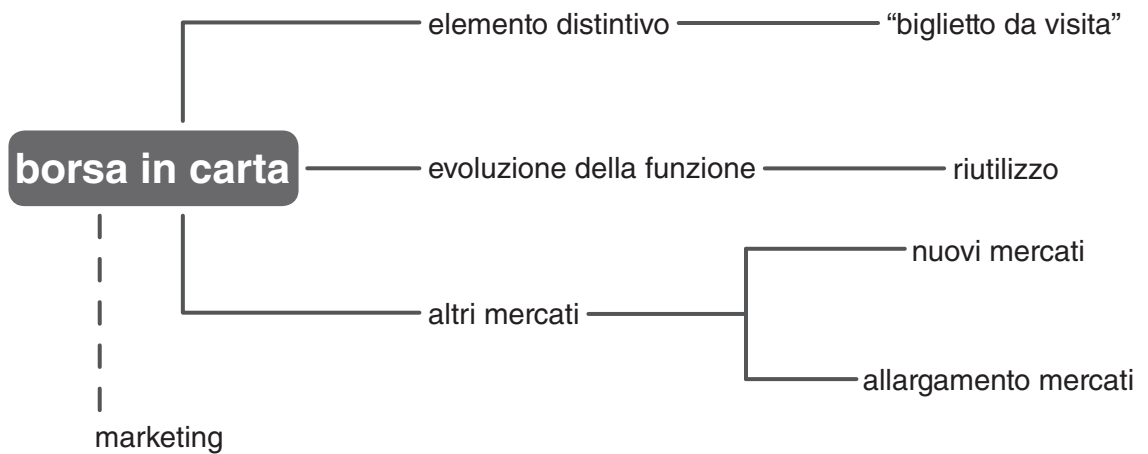 elemento distintivo
“biglietto da visita”
borsa in carta
evoluzione della funzione
riutilizzo
nuovi mercati
altri mercati
allargamento mercati
marketing